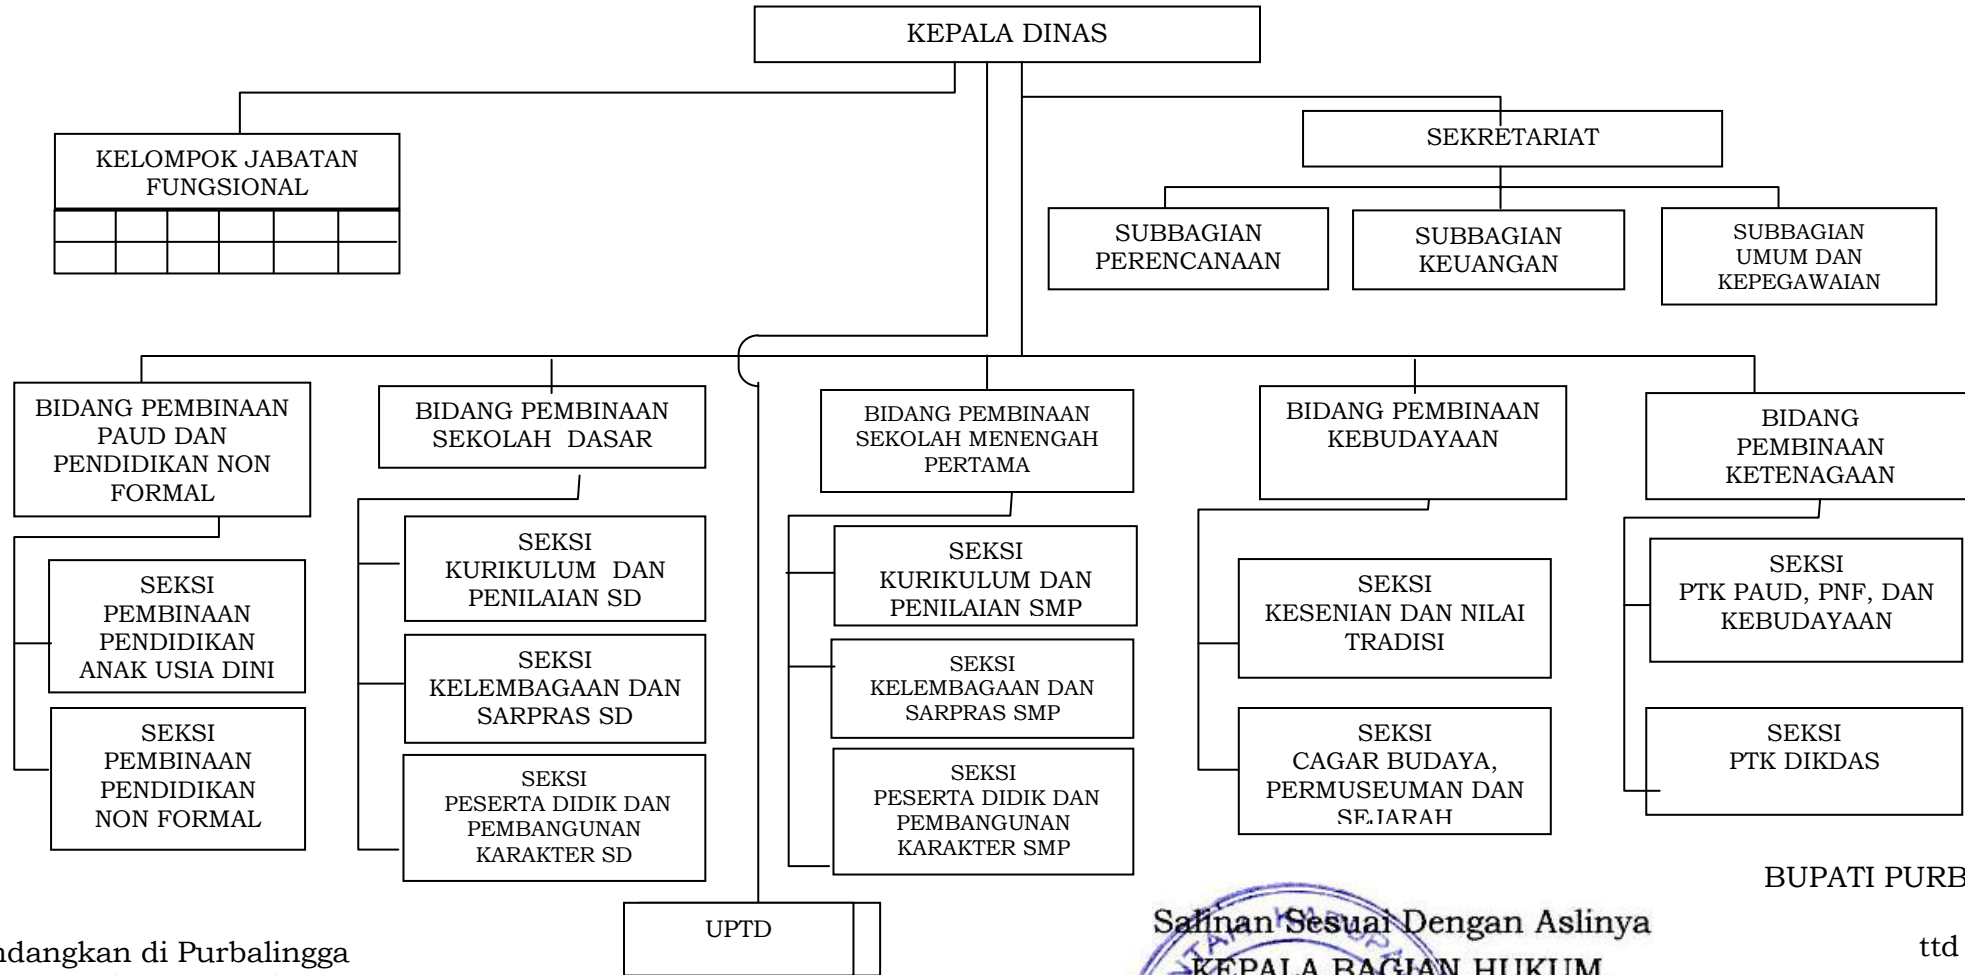 KEPALA DINAS
KELOMPOK JABATAN
FUNGSIONAL
SEKRETARIAT
SUBBAGIAN
PERENCANAAN
SUBBAGIAN
KEUANGAN
SUBBAGIAN
UMUM DAN
KEPEGAWAIAN
BIDANG PEMBINAAN
PAUD DAN
PENDIDIKAN NON
FORMAL
BIDANG PEMBINAAN
SEKOLAH DASAR
BIDANG PEMBINAAN
SEKOLAH MENENGAH
PERTAMA
BIDANG PEMBINAAN
KEBUDAYAAN
BIDANG
PEMBINAAN
KETENAGAAN
SEKSI
PEMBINAAN
PENDIDIKAN
ANAK USIA DINI
SEKSI
PEMBINAAN
PENDIDIKAN
NON FORMAL
SEKSI
KURIKULUM DAN
PENILAIAN SD
SEKSI
KELEMBAGAAN DAN
SARPRAS SD
SEKSI
PESERTA DIDIK DAN
PEMBANGUNAN
KARAKTER SD
SEKSI
KURIKULUM DAN
PENILAIAN SMP
SEKSI
KELEMBAGAAN DAN
SARPRAS SMP
SEKSI
PESERTA DIDIK DAN
PEMBANGUNAN
KARAKTER SMP
SEKSI
KESENIAN DAN NILAI
TRADISI
SEKSI
CAGAR BUDAYA,
PERMUSEUMAN DAN
SEJARAH
SEKSI
PTK PAUD, PNF, DAN
KEBUDAYAAN
SEKSI
PTK DIKDAS
UPTD
BUPATI PURB
ndangkan di Purbalingga
Salinan Sesuai Dengan Aslinya
KEPALA BAGIAN HUKUM
ttd